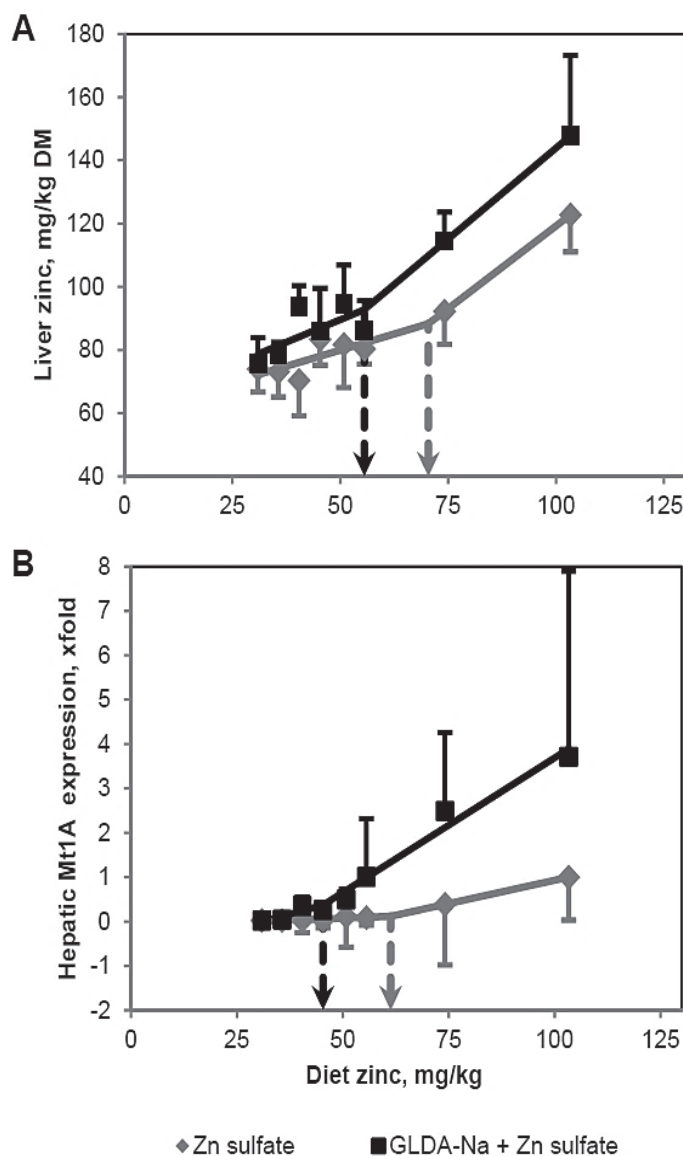 A
180
160
140
120
100
80
60
40
Liver zinc, mg/kg DM
0 25 50 75 100 125
B
8
7
6
5
4
3
2
1
0
-1
-2
Hepatic Mt1A expression, xfold
0 25 50 75 100 125
Diet zinc, mg/kg
Zn sulfate GLDA-Na + Zn sulfate